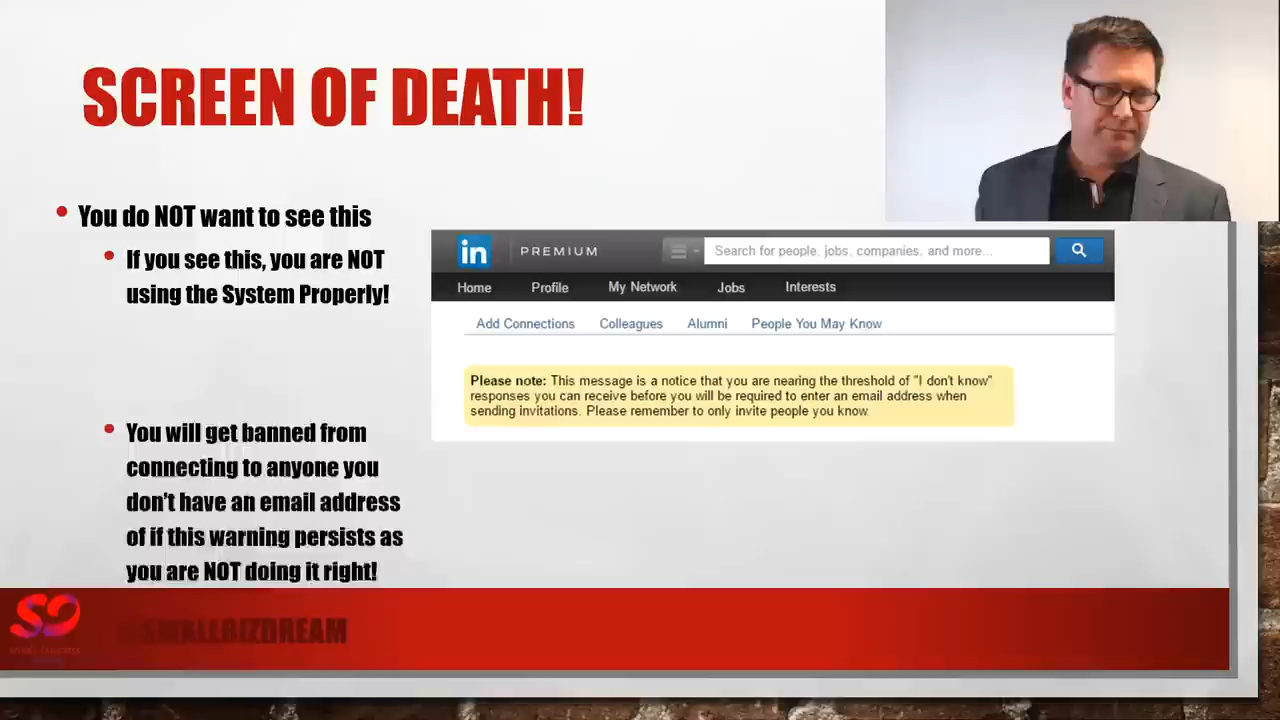 SCREEN OF DEATH!
You do NOT want to see this
If you see this, you are NOT
using the System Properly!
You will get banned from
connecting to anyone you
don't have an email address
of if this warning persists as
you are NOT doing it right!
in
PREMIUM
Search for people, jobs, companies, and more...
Home Profile My Network Jobs Interests
Add Connections Colleagues Alumni People You May Know
Please note: This message is a notice that you are nearing the threshold of "I don't know"
responses you can receive before you will be required to enter an email address when
sending invitations. Please remember to only invite people you know.
@SMALLBIZDREAM